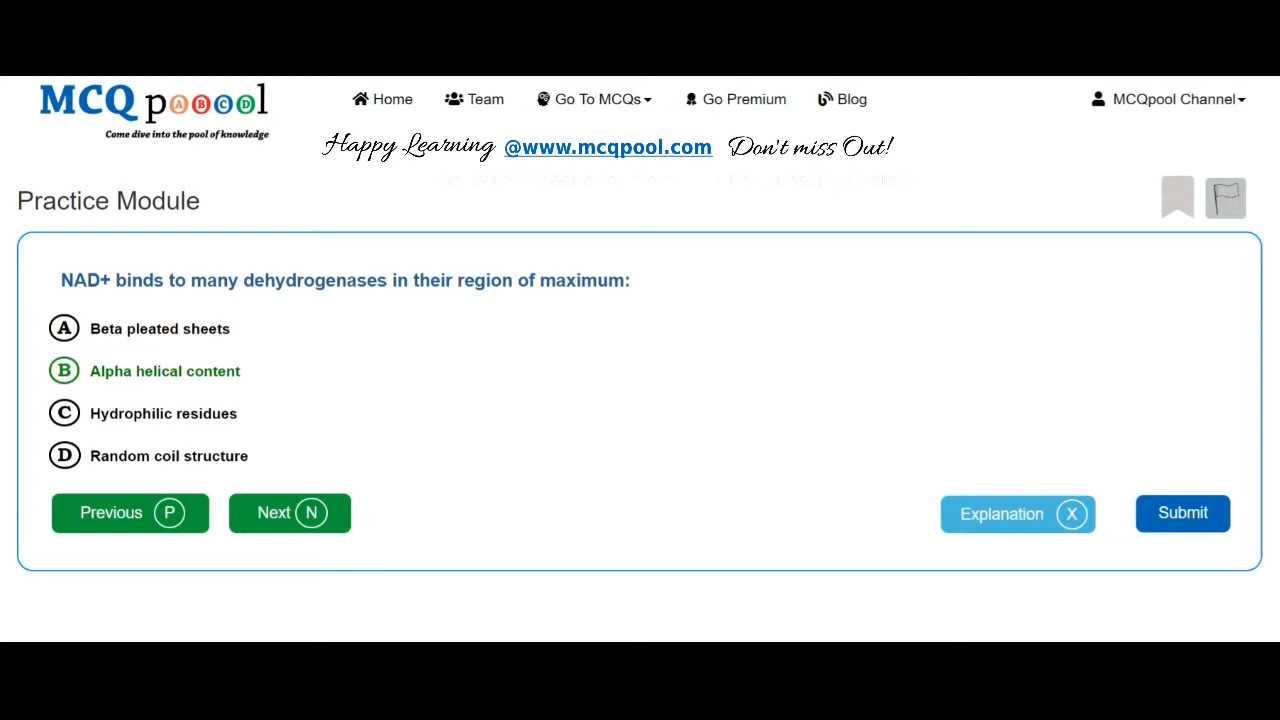 MCQ pooool
Come dive into the pool of knowledge
Home Team Go To MCQs Go Premium Blog MCQpool Channel
Happy Learning @www.mcqpool.com Don't miss Out!
Practice Module
NAD+ binds to many dehydrogenases in their region of maximum:
A Beta pleated sheets
B Alpha helical content
C Hydrophilic residues
D Random coil structure
Previous P Next N Explanation X Submit